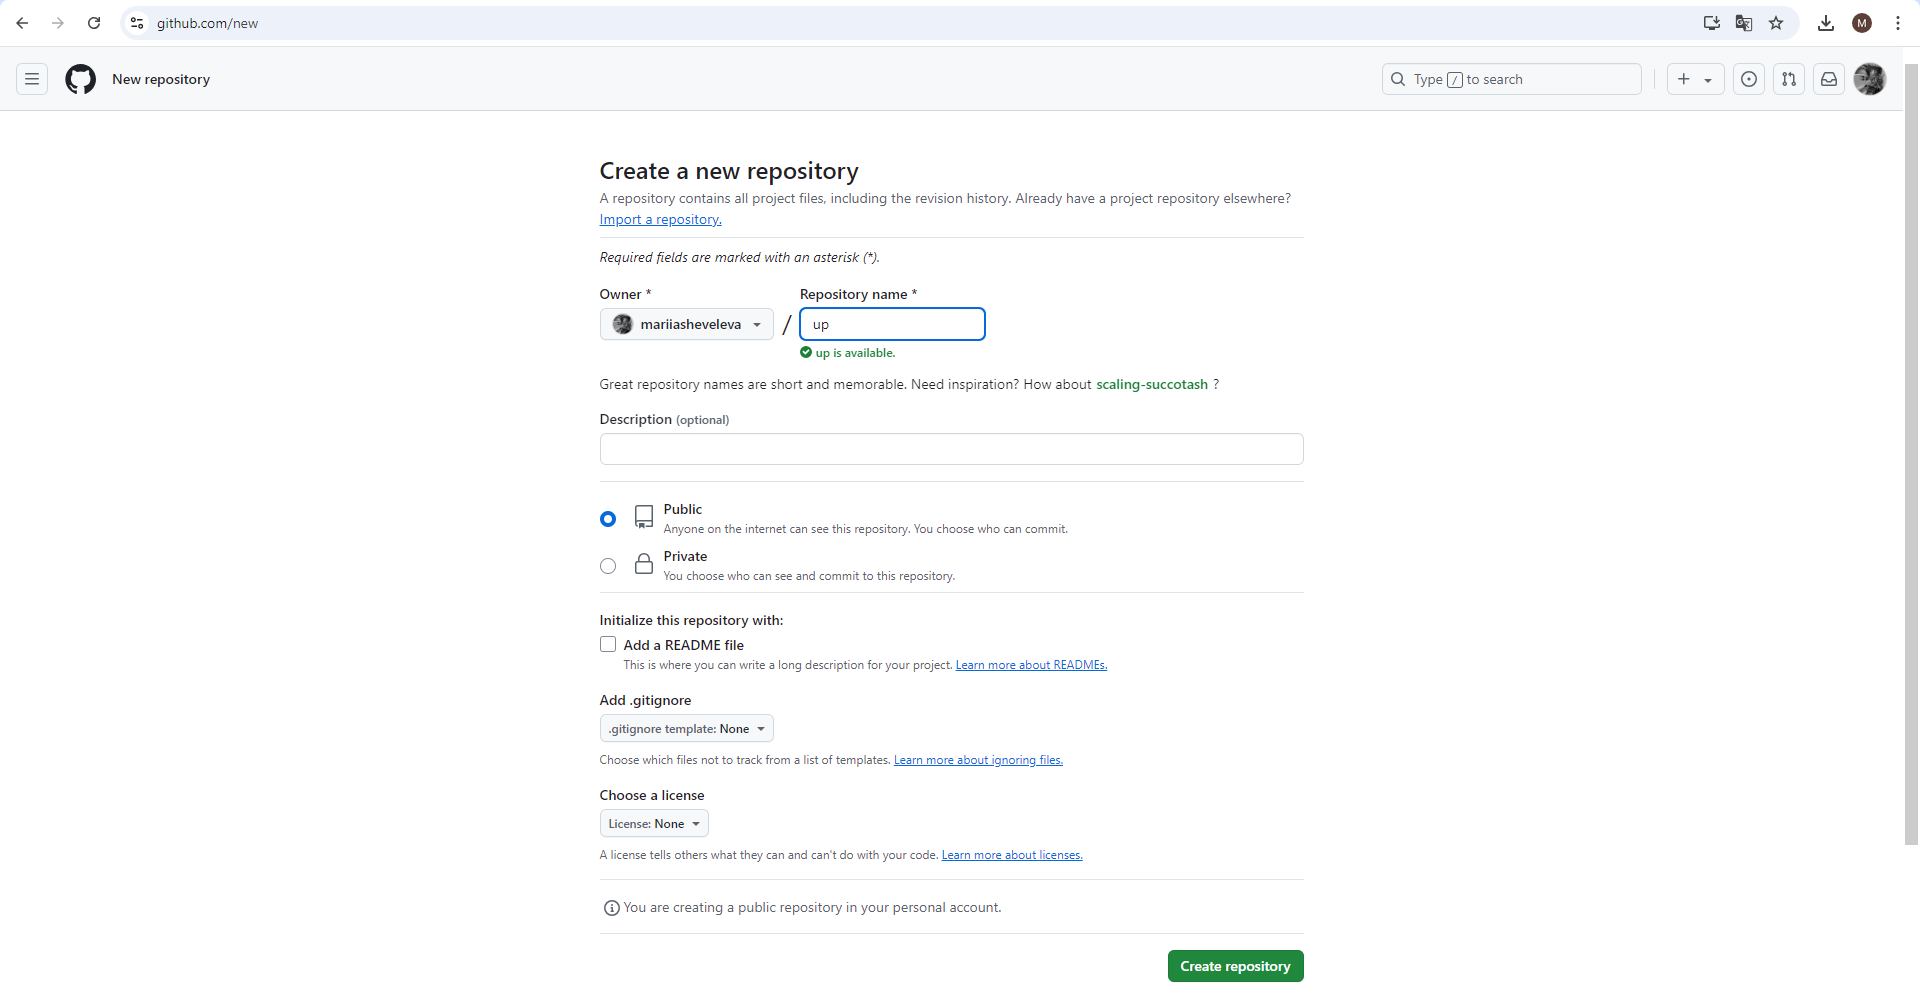 github.com/new
M
New repository
Type / to search
Create a new repository
A repository contains all project files, including the revision history. Already have a project repository elsewhere?
Import a repository.
Required fields are marked with an asterisk (*).
Owner *
Repository name *
mariiasheveleva
/
up
up is available.
Great repository names are short and memorable. Need inspiration? How about scaling-succotash ?
Description (optional)
Public
Anyone on the internet can see this repository. You choose who can commit.
Private
You choose who can see and commit to this repository.
Initialize this repository with:
Add a README file
This is where you can write a long description for your project. Learn more about READMEs.
Add .gitignore
.gitignore template: None
Choose which files not to track from a list of templates. Learn more about ignoring files.
Choose a license
License: None
A license tells others what they can and can't do with your code. Learn more about licenses.
You are creating a public repository in your personal account.
Create repository